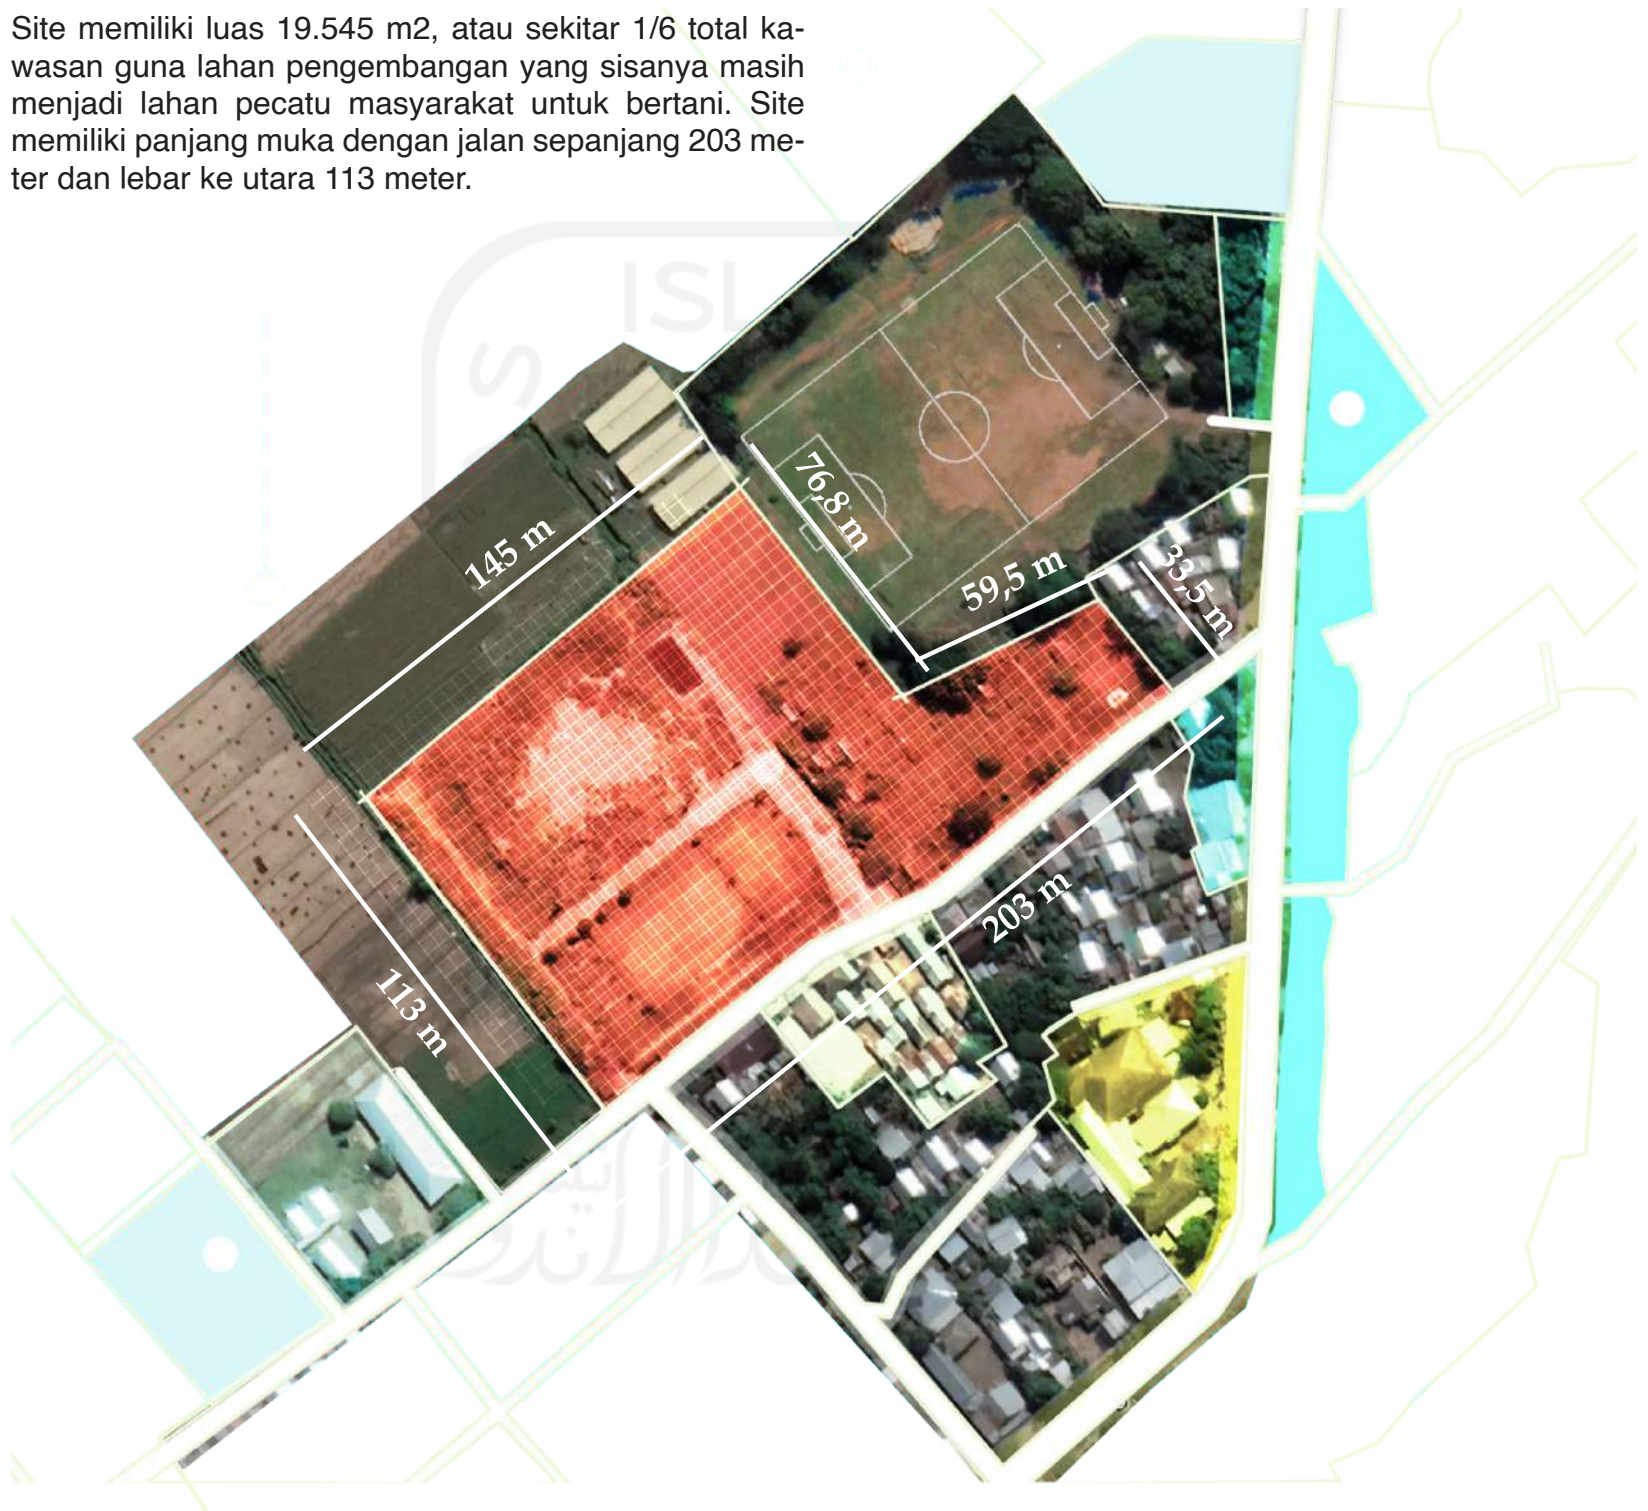 Site memiliki luas 19.545 m2, atau sekitar 1/6 total ka-
wasan guna lahan pengembangan yang sisanya masih
menjadi lahan pecatu masyarakat untuk bertani. Site
memiliki panjang muka dengan jalan sepanjang 203 me-
ter dan lebar ke utara 113 meter.
ISL
S
76,8 m
145 m
59,5 m
33,5 m
203 m
113 m